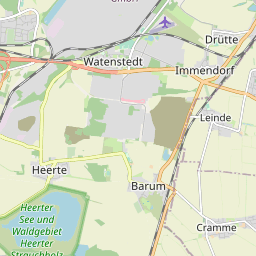 Drütte
Watenstedt
Immendorf
Leinde
Heerte
Barum
Heerter
See und
Waldgebiet
Heerter
Strauchholz
Cramme